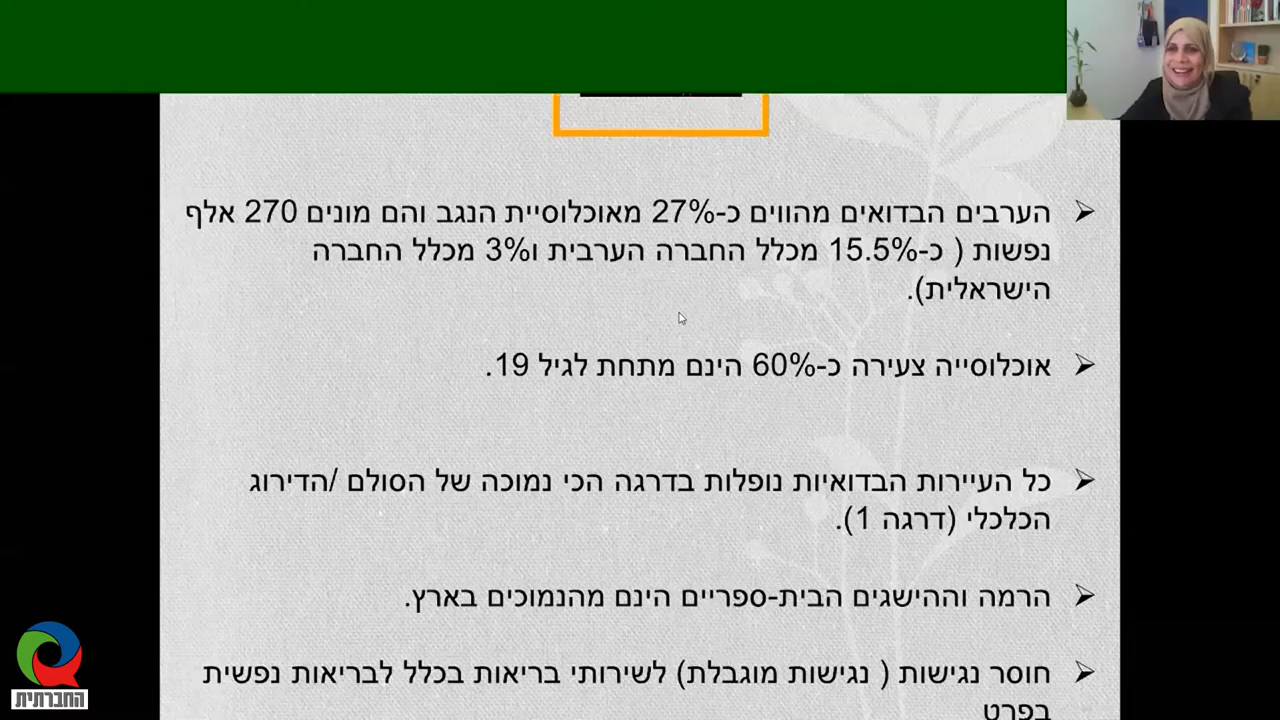 הערבים הבדואים מהווים כ-27% מאוכלוסיית הנגב והם מונים 270 אלף
נפשות ( כ-15.5% מכלל החברה הערבית ו3% מכלל החברה
הישראלית).
אוכלוסייה צעירה כ-60% הינם מתחת לגיל 19.
כל העיירות הבדואיות נופלות בדרגה הכי נמוכה של הסולם /הדירוג
הכלכלי (דרגה 1).
הרמה וההישגים הבית-ספריים הינם מהנמוכים בארץ.
חוסר נגישות ( נגישות מוגבלת) לשירותי בריאות בכלל לבריאות נפשית
בפרט
החברתית